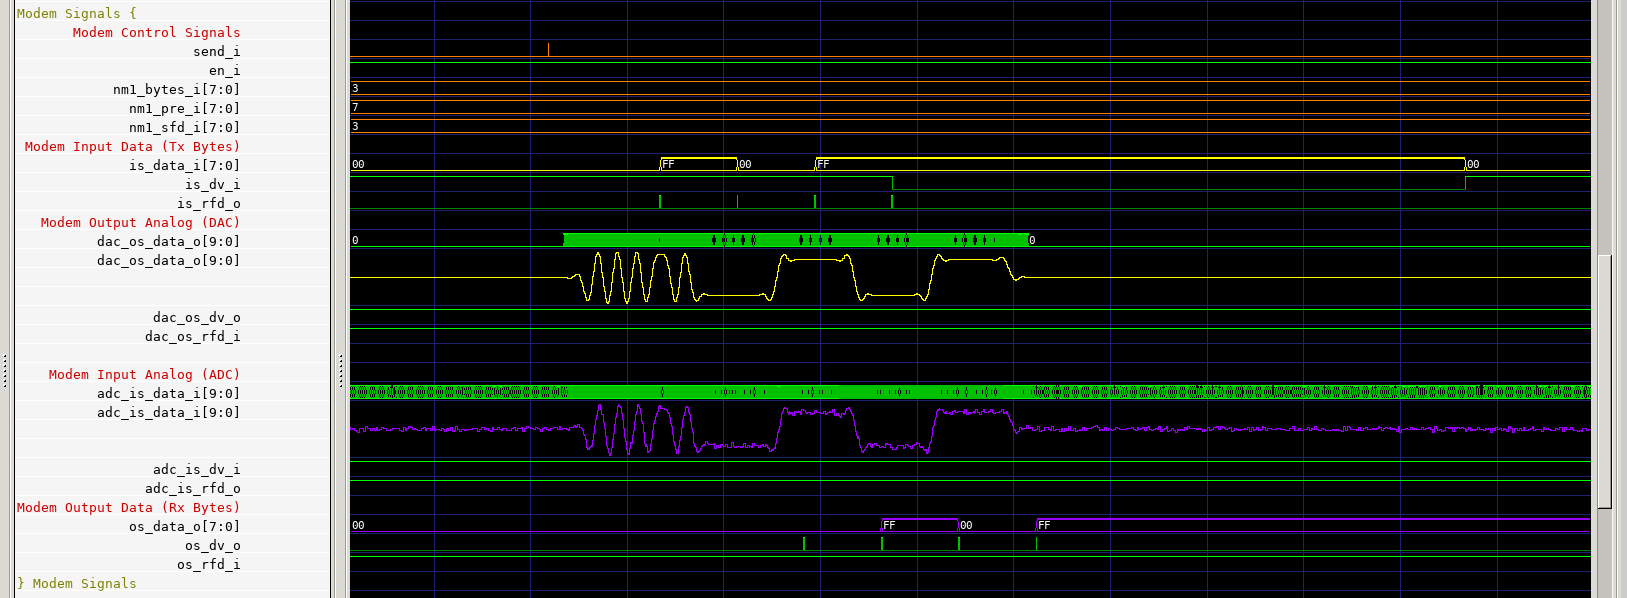 Modem Signals {
Modem Control Signals
send_i
en_i
nm1_bytes_i[7:0] 3
nm1_pre_i[7:0] 7
nm1_sfd_i[7:0] 3
Modem Input Data (Tx Bytes)
is_data_i[7:0] 00 FF 00 FF 00
is_dv_i
is_rfd_o
Modem Output Analog (DAC)
dac_os_data_o[9:0] 0 0
dac_os_data_o[9:0]
dac_os_dv_o
dac_os_rfd_i
Modem Input Analog (ADC)
adc_is_data_i[9:0]
adc_is_data_i[9:0]
adc_is_dv_i
adc_is_rfd_o
Modem Output Data (Rx Bytes)
os_data_o[7:0] 00 FF 00 FF
os_dv_o
os_rfd_i
} Modem Signals